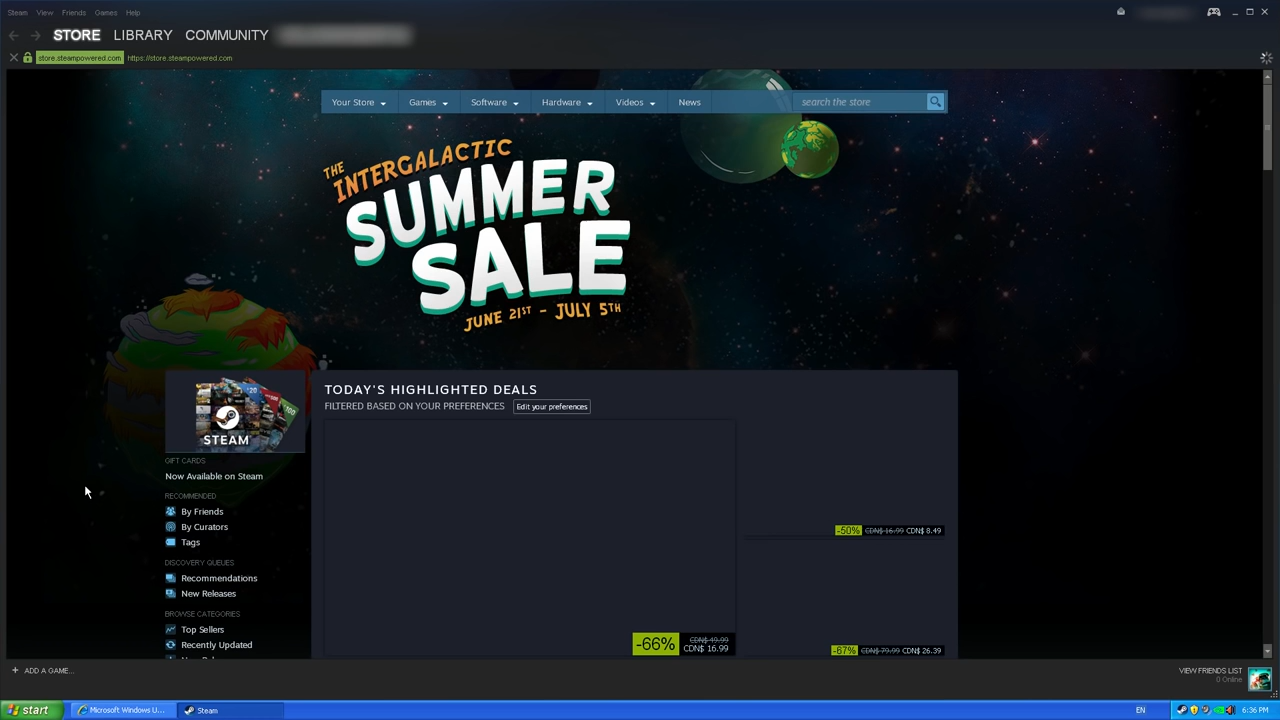 Steam View Friends Games Help
STORE LIBRARY COMMUNITY
store.steampowered.com https://store.steampowered.com
Your Store Games Software Hardware Videos News search the store
THE
INTERGALACTIC
SUMMER
SALE
JUNE 21ST - JULY 5TH
STEAM
GIFT CARDS
Now Available on Steam
RECOMMENDED
By Friends
By Curators
Tags
DISCOVERY QUEUES
Recommendations
New Releases
BROWSE CATEGORIES
Top Sellers
Recently Updated
TODAY'S HIGHLIGHTED DEALS
FILTERED BASED ON YOUR PREFERENCES Edit your preferences
-50% CDN$ 16.99 CDN$ 8.49
-66% CDN$ 49.99
CDN$ 16.99
-67% CDN$ 79.99 CDN$ 26.39
+ ADD A GAME...
VIEW FRIENDS LIST
0 Online
start Microsoft Windows U... Steam EN 6:36 PM